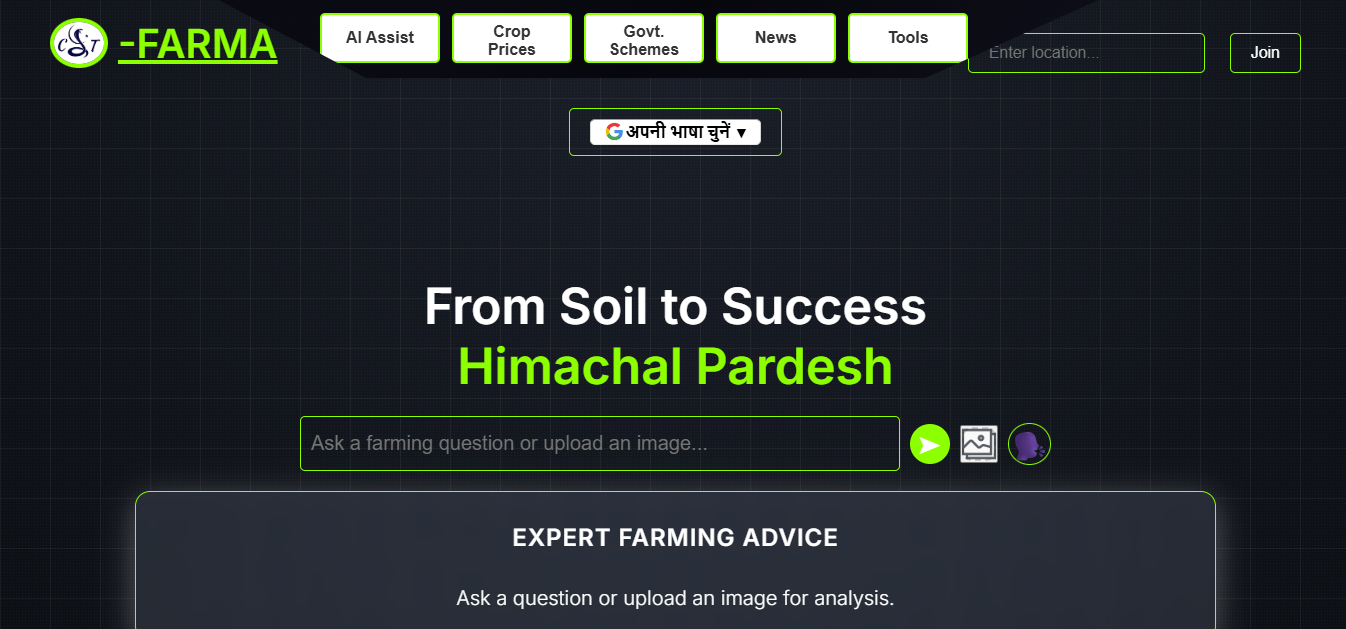 CST
-FARMA
AI Assist
Crop
Prices
Govt.
Schemes
News
Tools
Enter location...
Join
अपनी भाषा चुनें ▼
From Soil to Success
Himachal Pardesh
Ask a farming question or upload an image...
EXPERT FARMING ADVICE
Ask a question or upload an image for analysis.